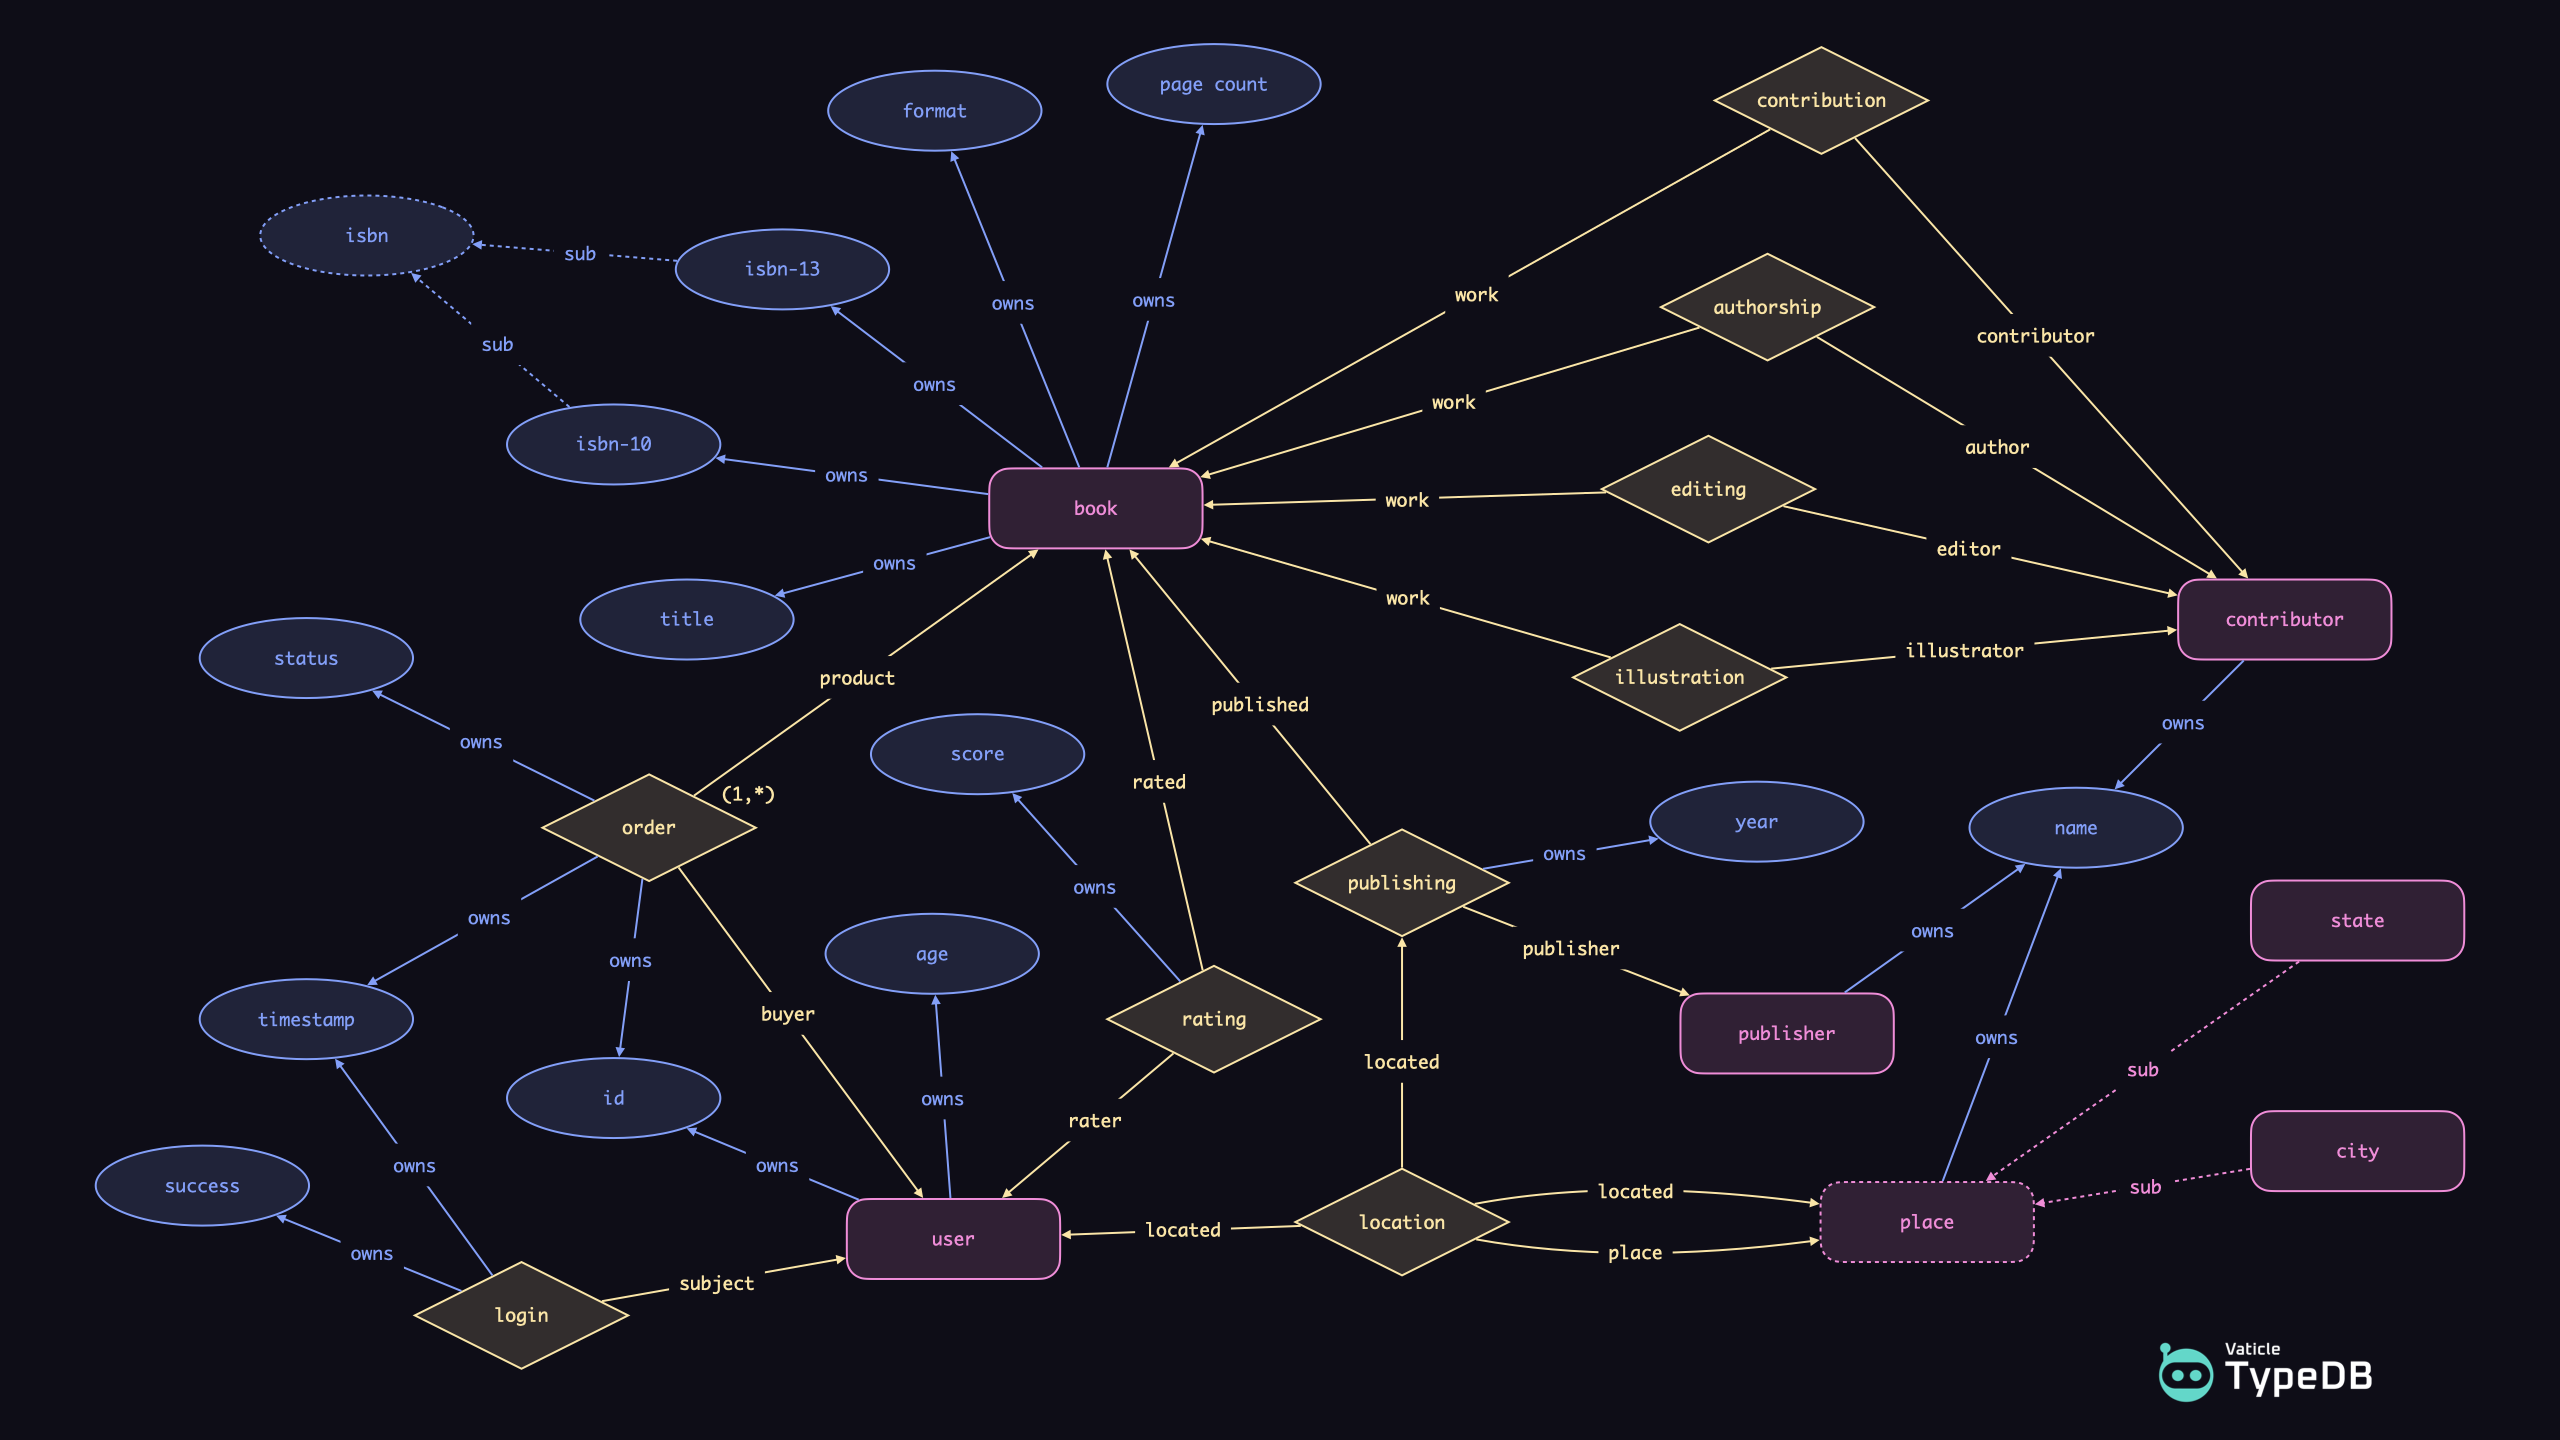 page count
format
contribution
isbn
sub
isbn-13
work
owns
owns
authorship
contributor
sub
owns
work
isbn-10
author
owns
editing
work
book
editor
owns
work
title
contributor
illustrator
status
illustration
product
published
owns
owns
score
rated
(1,*)
order
year
name
owns
publishing
owns
owns
state
owns
publisher
age
owns
owns
buyer
timestamp
rating
publisher
owns
located
sub
id
owns
rater
city
owns
owns
success
sub
located
user
located
location
place
owns
place
subject
login
Vaticle
TypeDB